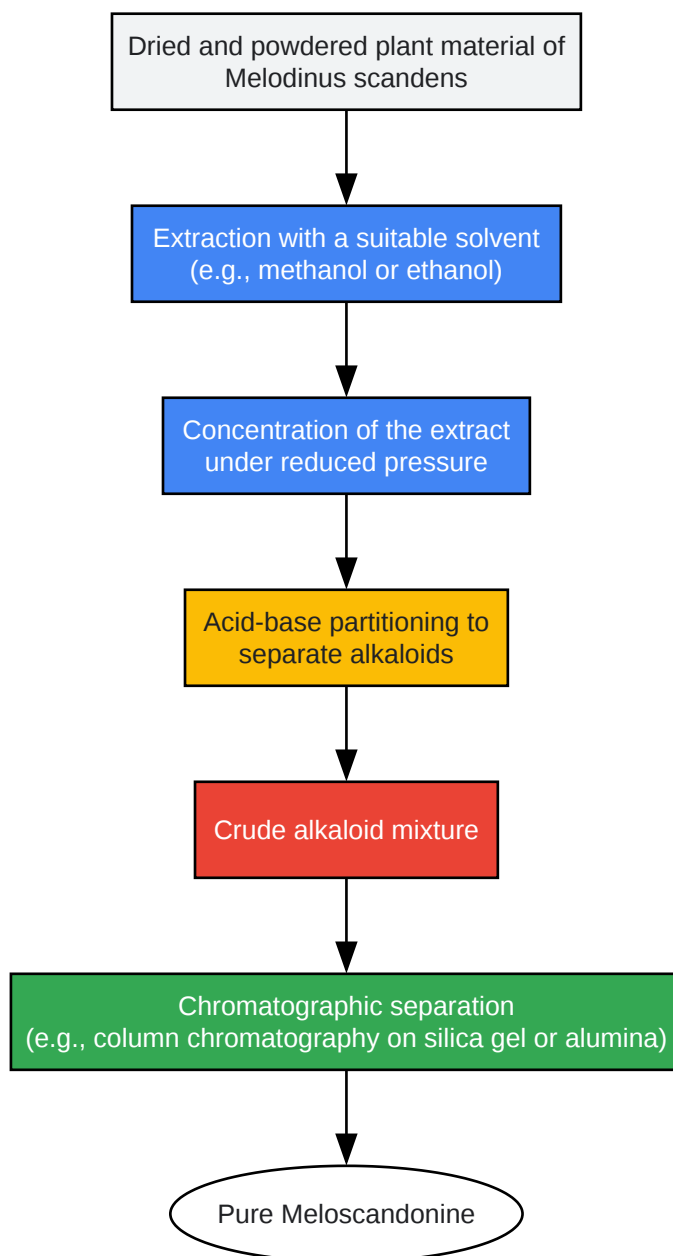 Dried and powdered plant material of
Melodinus scandens
Extraction with a suitable solvent
(e.g., methanol or ethanol)
Concentration of the extract
under reduced pressure
Acid-base partitioning to
separate alkaloids
Crude alkaloid mixture
Chromatographic separation
(e.g., column chromatography on silica gel or alumina)
Pure Meloscandonine